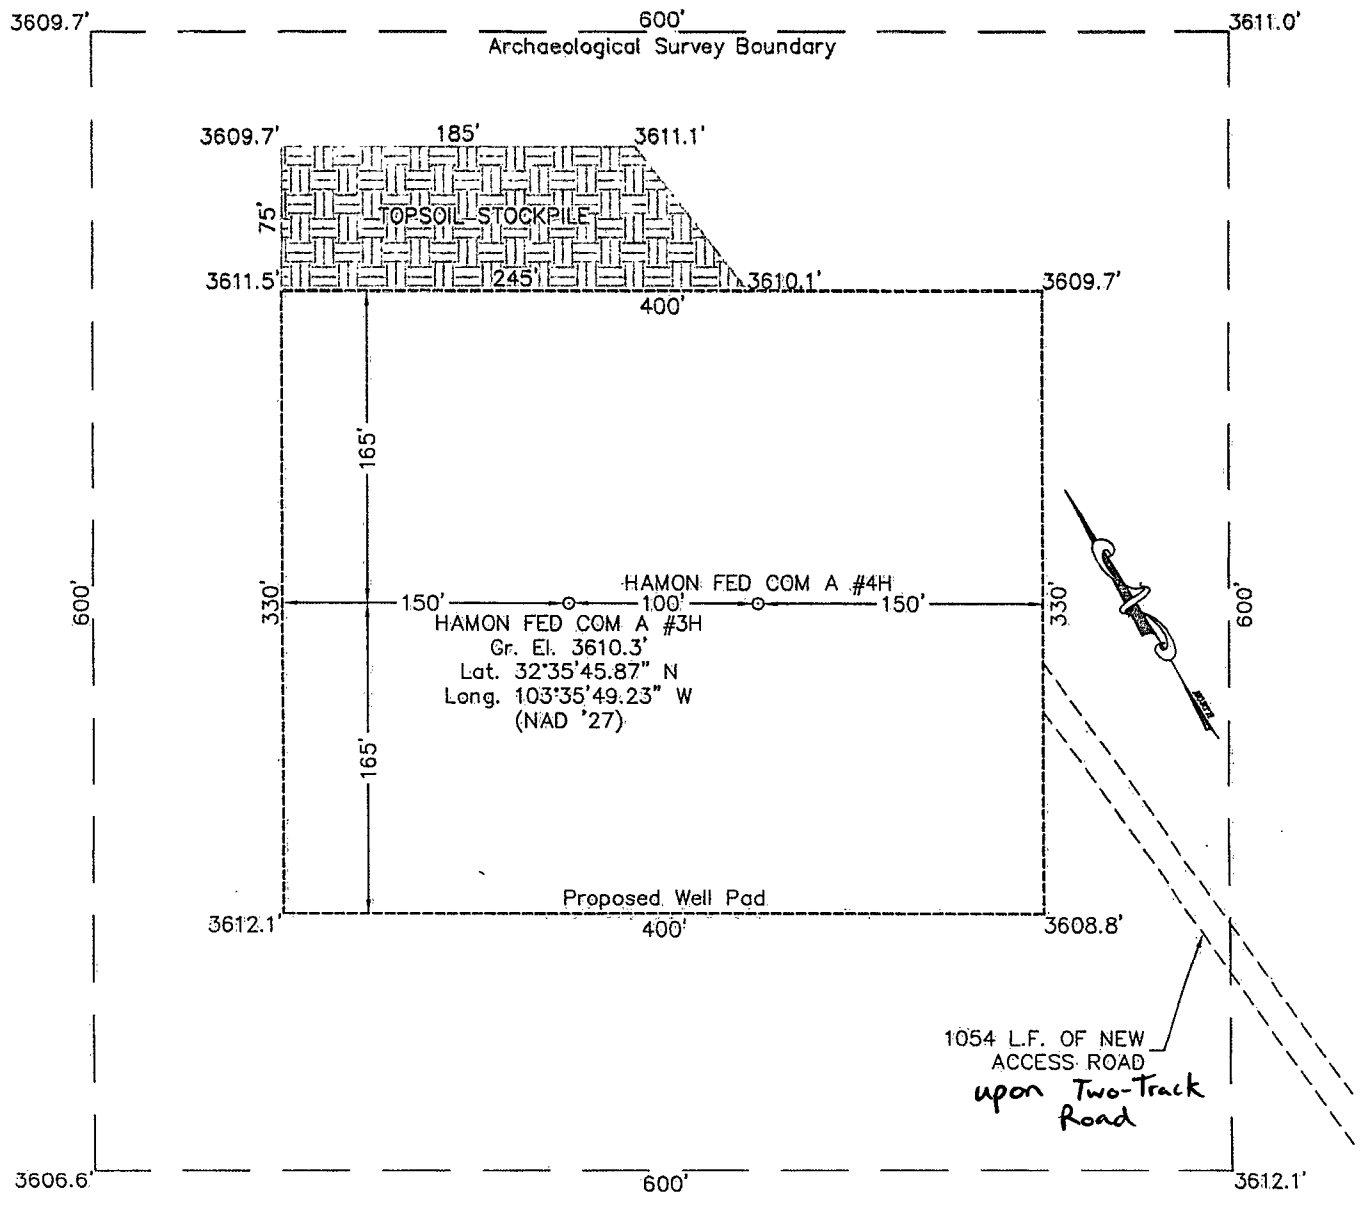 3609.7' 600' 3611.0'
Archaeological Survey Boundary
3609.7' 185' 3611.1'
75'
TOPSOIL STOCKPILE
3611.5' 245' 3610.1' 3609.7'
400'
165'
HAMON FED COM A #4H
600' 330' 150' 100' 150' 330' 600'
HAMON FED COM A #3H
Gr. El. 3610.3'
Lat. 32°35'45.87" N
Long. 103°35'49.23" W
(NAD '27)
NORTH
165'
Proposed Well Pad
3612.1' 400' 3608.8'
1054 L.F. OF NEW
ACCESS ROAD
upon Two-Track
Road
3606.6' 600' 3612.1'